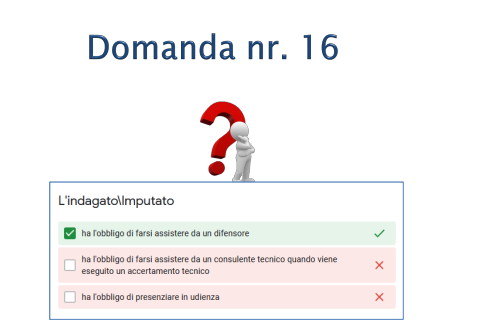 Domanda nr. 16
L'indagato\Imputato
ha l'obbligo di farsi assistere da un difensore
ha l'obbligo di farsi assistere da un consulente tecnico quando viene
eseguito un accertamento tecnico
ha l'obbligo di presenziare in udienza